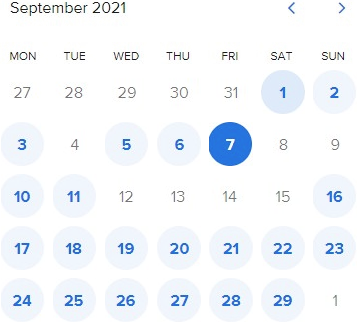 September 2021
MON TUE WED THU FRI SAT SUN
27 28 29 30 31 1 2
3 4 5 6 7 8 9
10 11 12 13 14 15 16
17 18 19 20 21 22 23
24 25 26 27 28 29 1